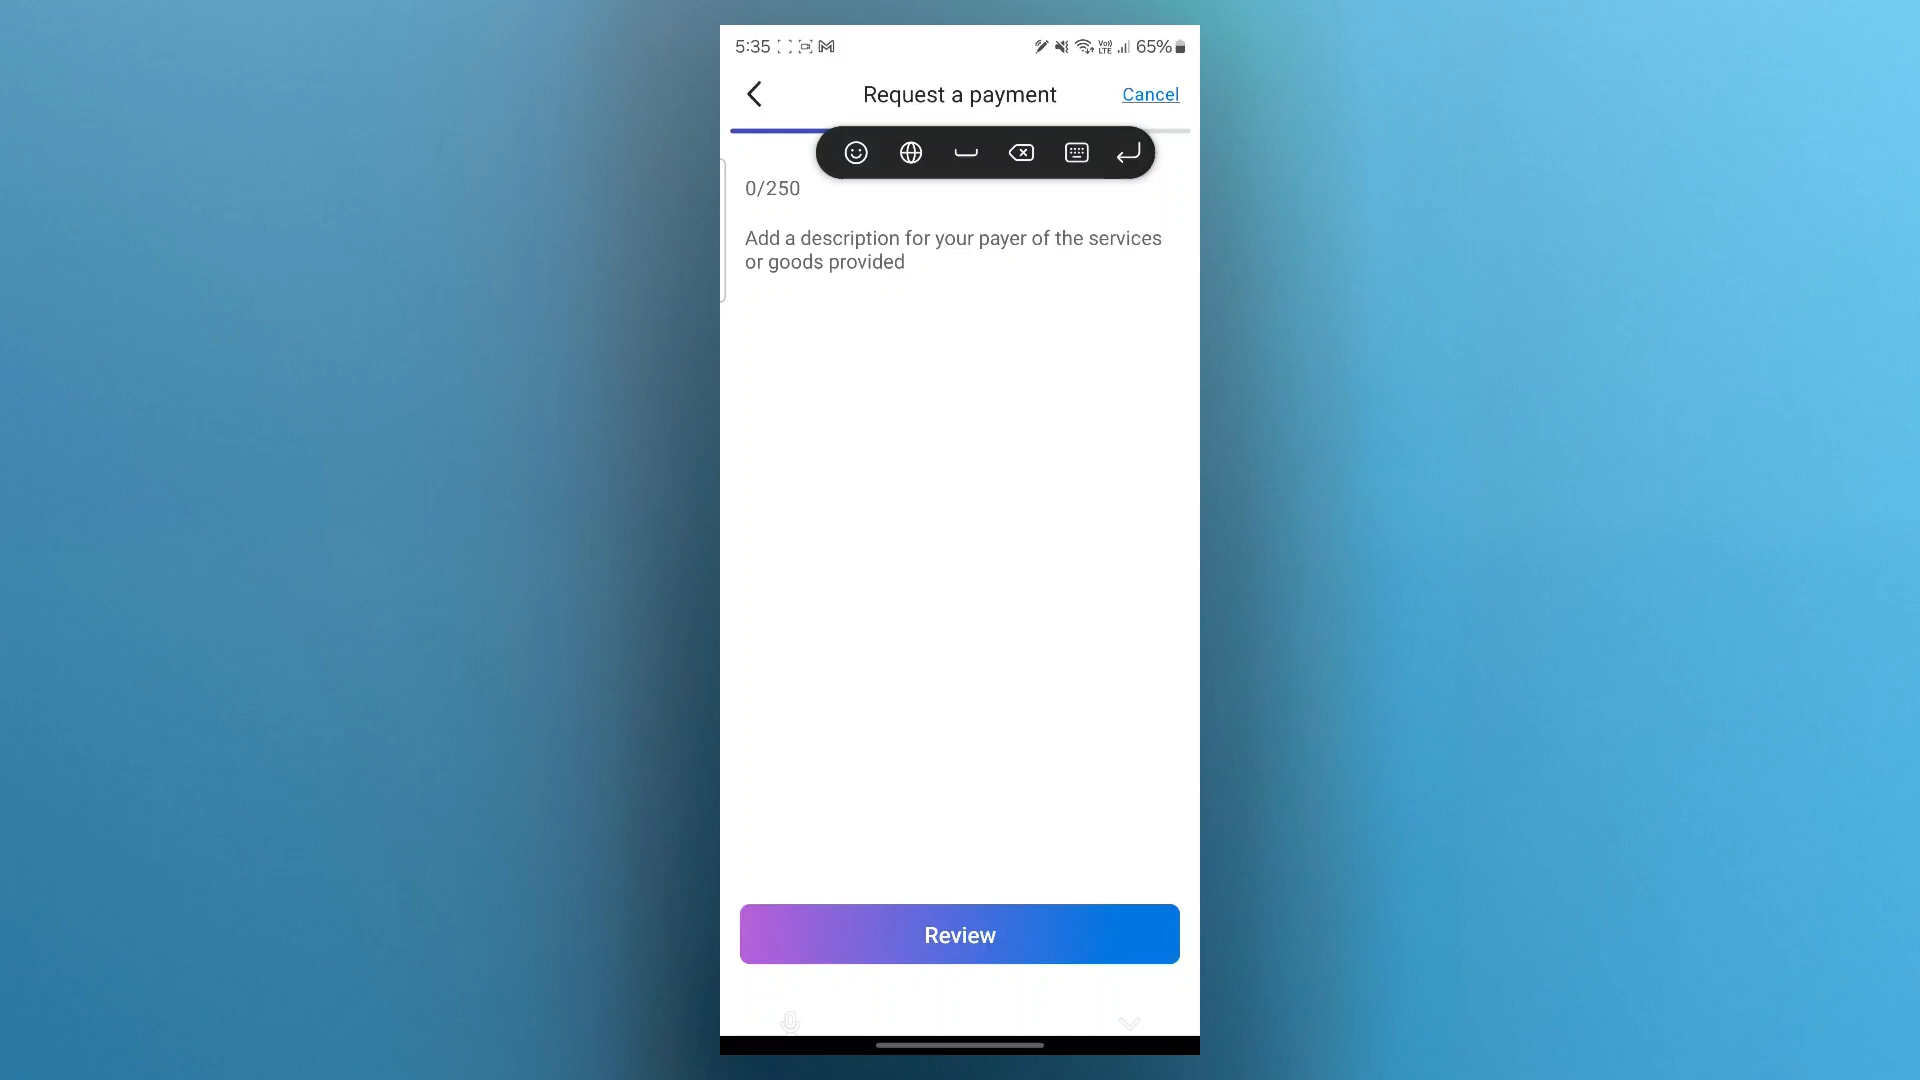 5:35 65%
Request a payment Cancel
0/250
Add a description for your payer of the services
or goods provided
Review